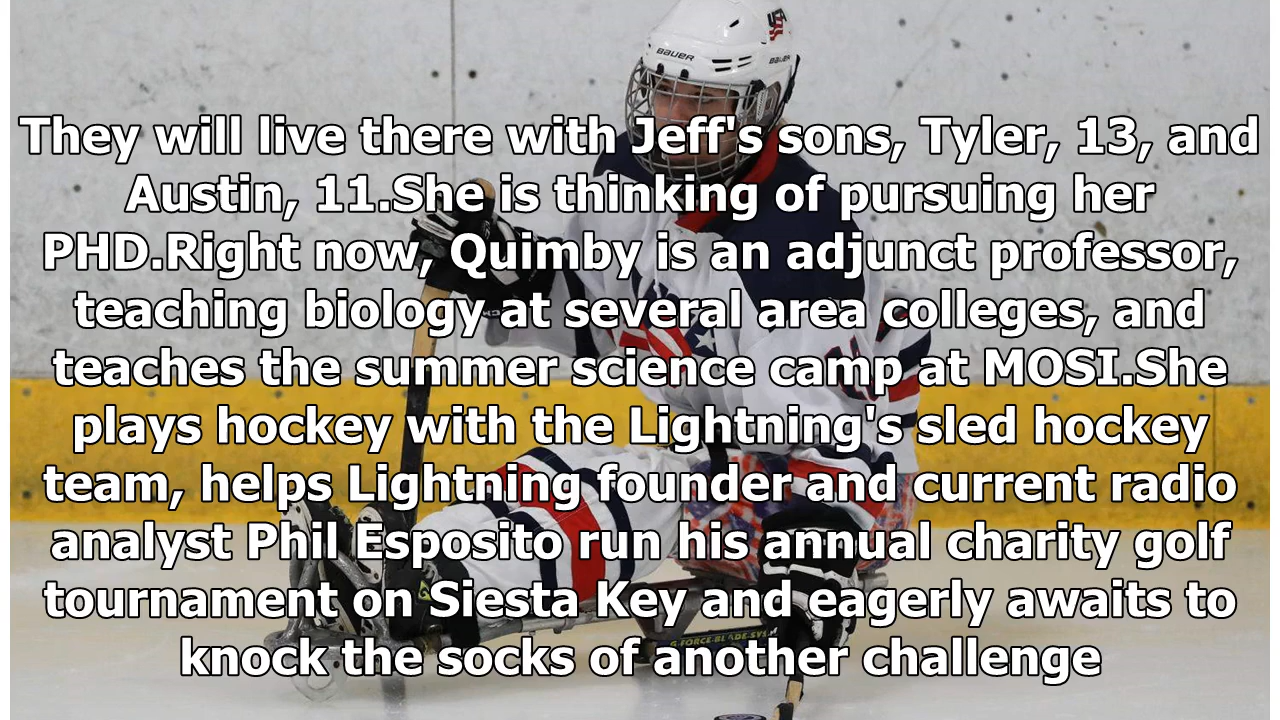 BAUER
BAUER
They will live there with Jeff's sons, Tyler, 13, and
Austin, 11.She is thinking of pursuing her
PHD.Right now, Quimby is an adjunct professor,
teaching biology at several area colleges, and
teaches the summer science camp at MOSI.She
plays hockey with the Lightning's sled hockey
team, helps Lightning founder and current radio
analyst Phil Esposito run his annual charity golf
tournament on Siesta Key and eagerly awaits to
knock the socks of another challenge